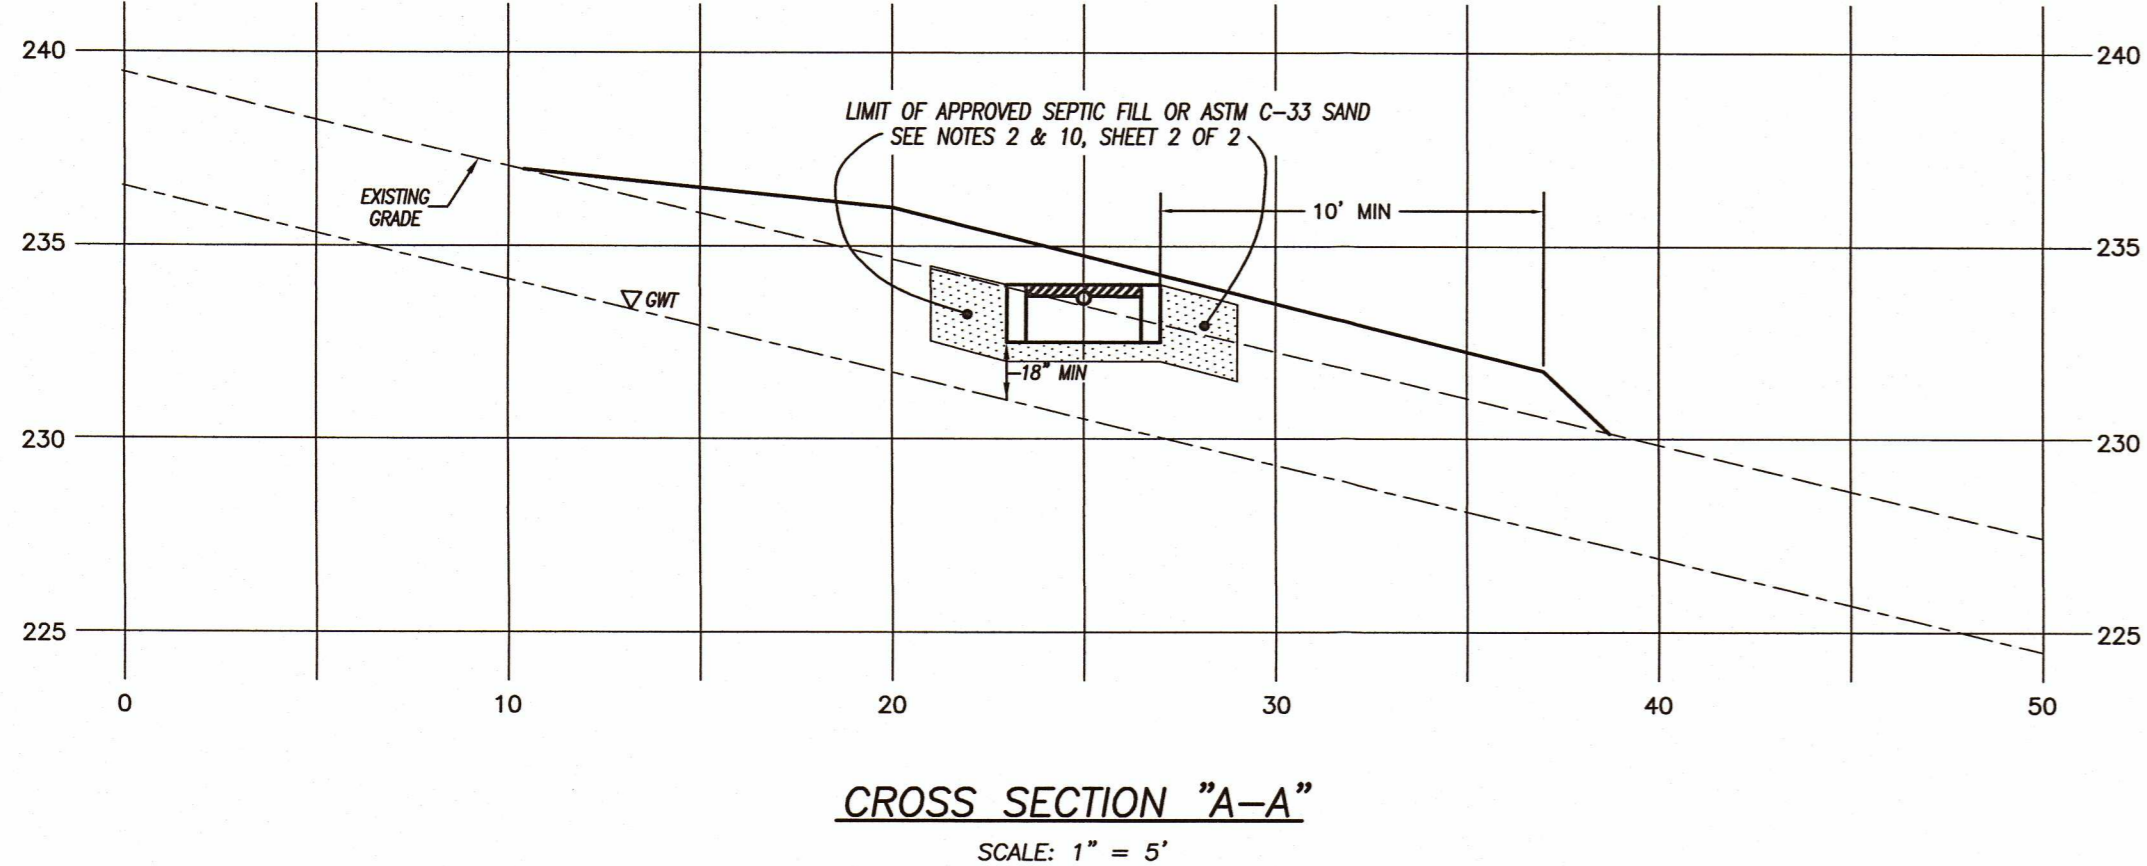 240
240
LIMIT OF APPROVED SEPTIC FILL OR ASTM C-33 SAND
SEE NOTES 2 & 10, SHEET 2 OF 2
EXISTING
GRADE
10' MIN
235
235
GWT
18" MIN
230
230
225
225
0
10
20
30
40
50
CROSS SECTION "A-A"
SCALE: 1" = 5'